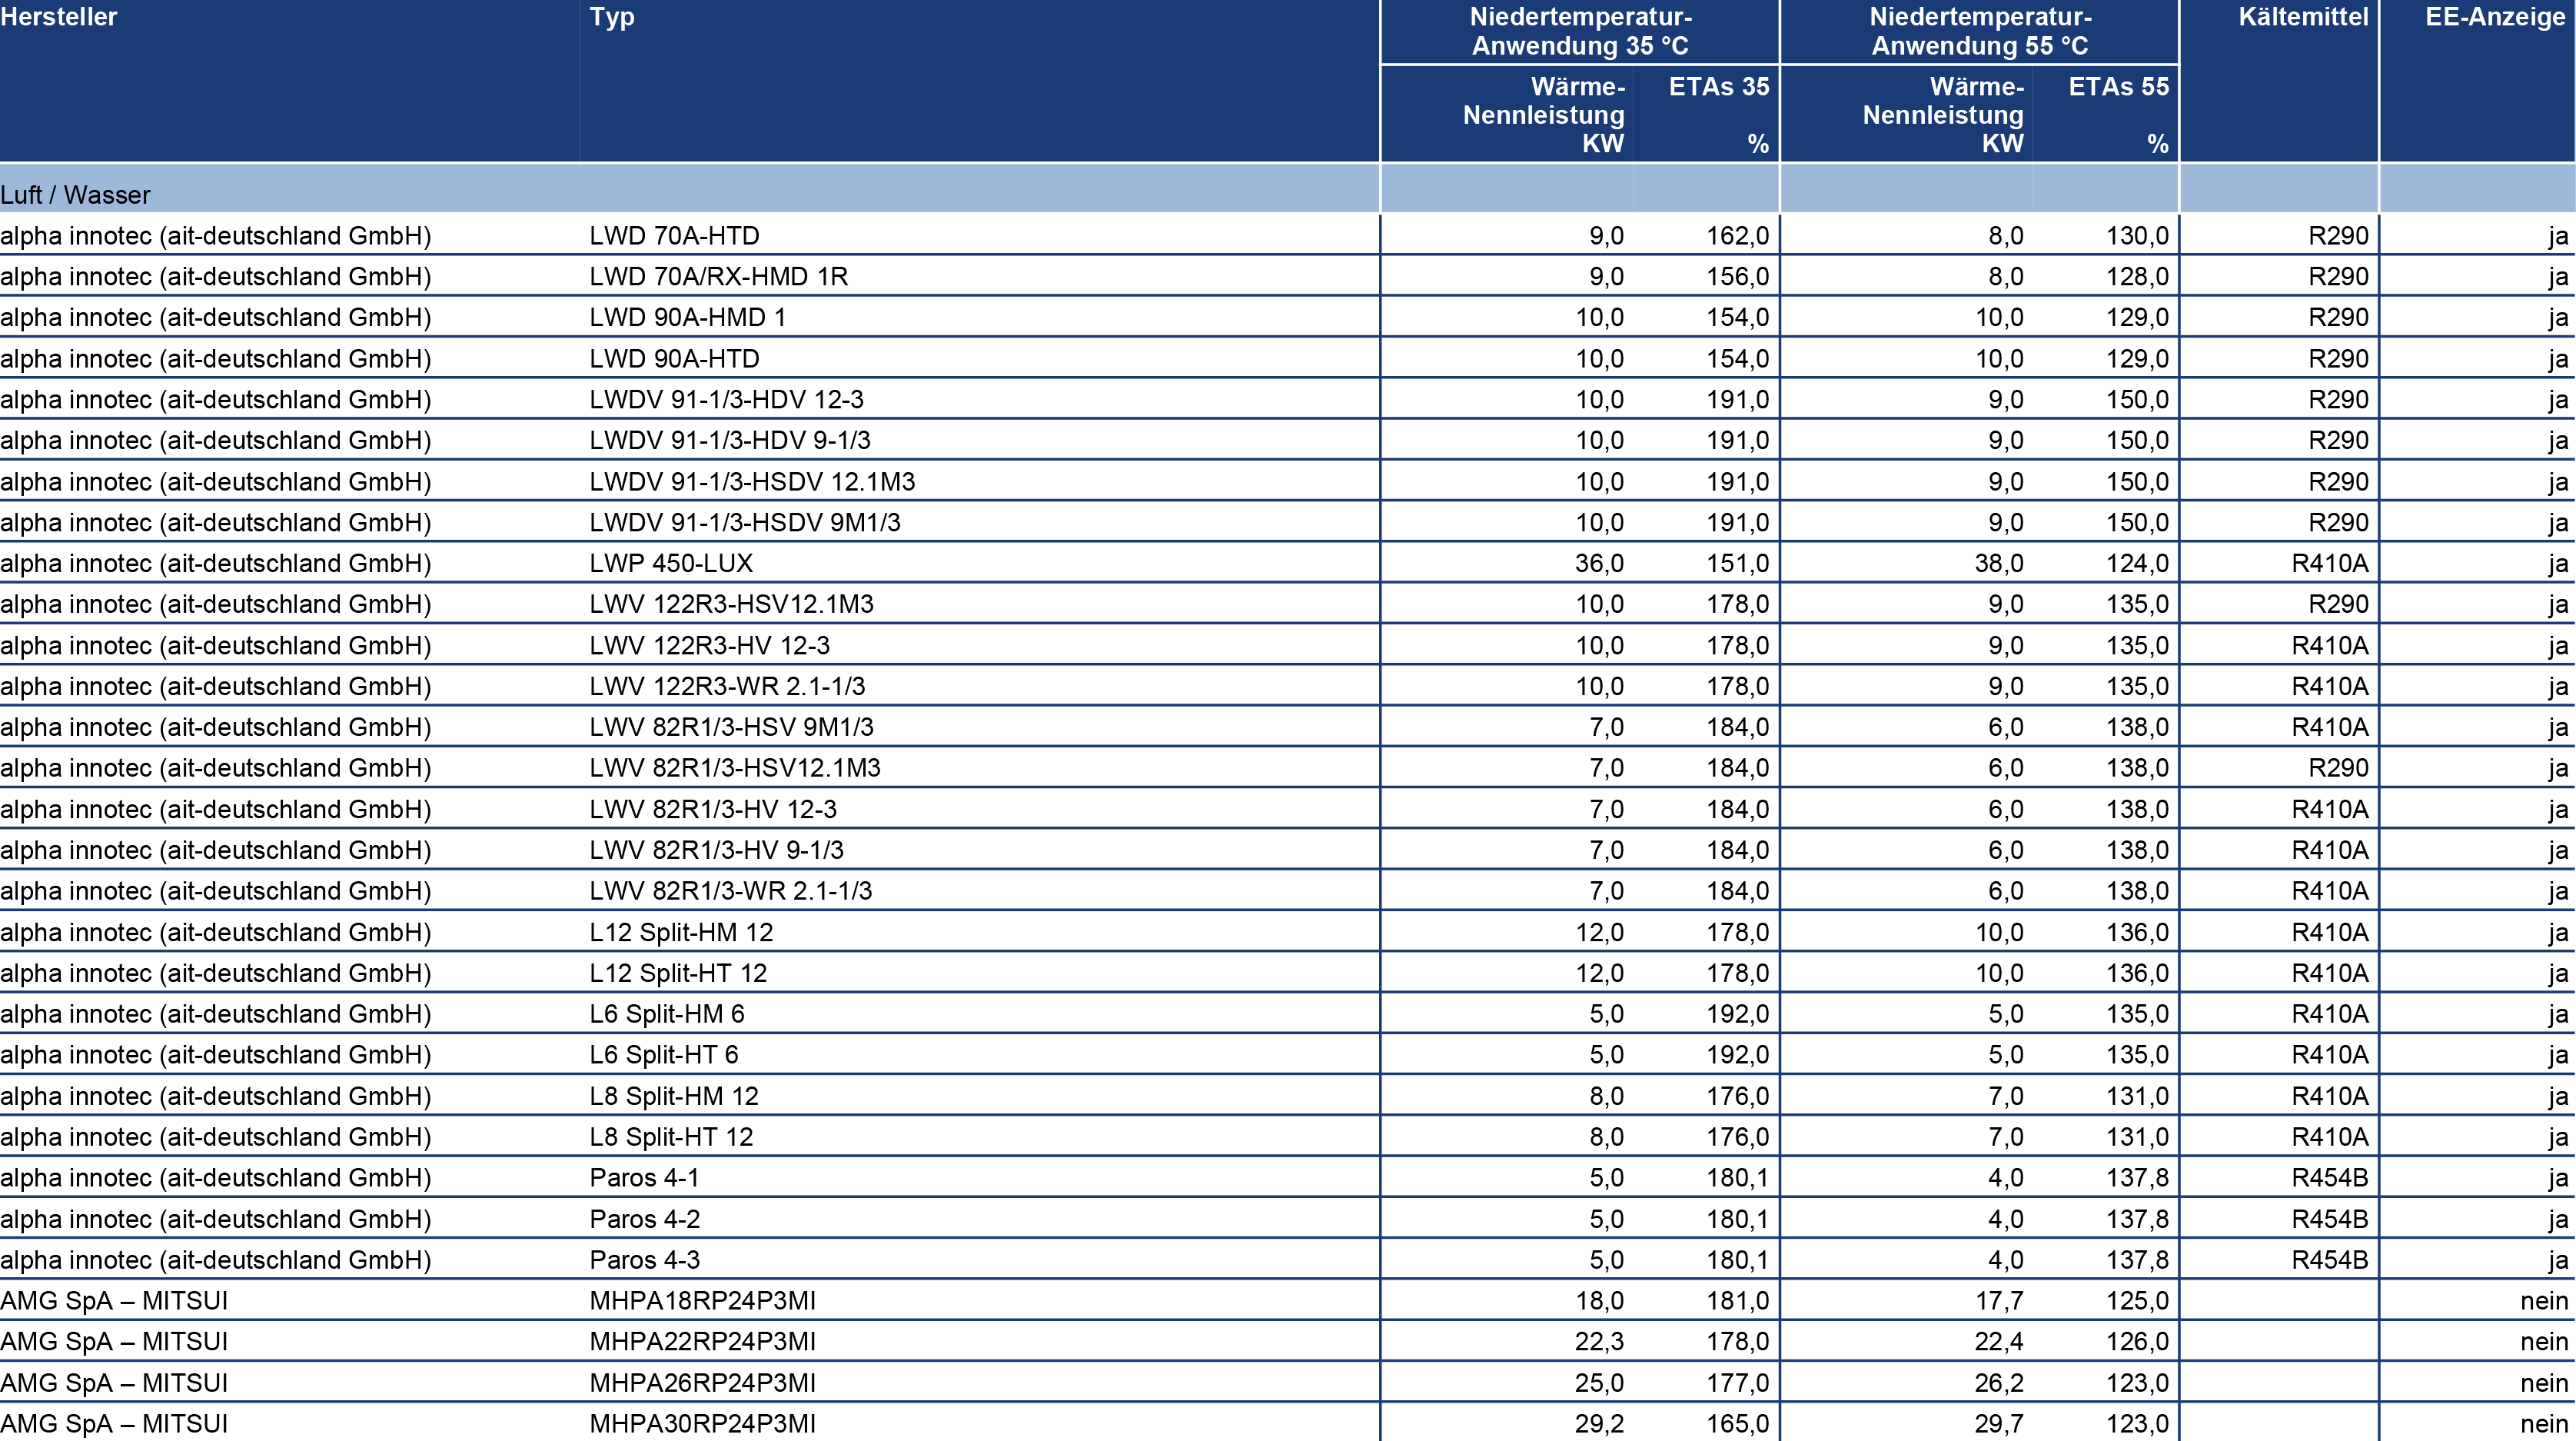 Hersteller Typ Niedertemperatur- Niedertemperatur- Kältemittel EE-Anzeige
Anwendung 35 °C Anwendung 55 °C
Wärme- ETAs 35 Wärme- ETAs 55
Nennleistung Nennleistung
KW % KW %
Luft / Wasser
alpha innotec (ait-deutschland GmbH) LWD 70A-HTD 9,0 162,0 8,0 130,0 R290 ja
alpha innotec (ait-deutschland GmbH) LWD 70A/RX-HMD 1R 9,0 156,0 8,0 128,0 R290 ja
alpha innotec (ait-deutschland GmbH) LWD 90A-HMD 1 10,0 154,0 10,0 129,0 R290 ja
alpha innotec (ait-deutschland GmbH) LWD 90A-HTD 10,0 154,0 10,0 129,0 R290 ja
alpha innotec (ait-deutschland GmbH) LWDV 91-1/3-HDV 12-3 10,0 191,0 9,0 150,0 R290 ja
alpha innotec (ait-deutschland GmbH) LWDV 91-1/3-HDV 9-1/3 10,0 191,0 9,0 150,0 R290 ja
alpha innotec (ait-deutschland GmbH) LWDV 91-1/3-HSDV 12.1M3 10,0 191,0 9,0 150,0 R290 ja
alpha innotec (ait-deutschland GmbH) LWDV 91-1/3-HSDV 9M1/3 10,0 191,0 9,0 150,0 R290 ja
alpha innotec (ait-deutschland GmbH) LWP 450-LUX 36,0 151,0 38,0 124,0 R410A ja
alpha innotec (ait-deutschland GmbH) LWV 122R3-HSV12.1M3 10,0 178,0 9,0 135,0 R290 ja
alpha innotec (ait-deutschland GmbH) LWV 122R3-HV 12-3 10,0 178,0 9,0 135,0 R410A ja
alpha innotec (ait-deutschland GmbH) LWV 122R3-WR 2.1-1/3 10,0 178,0 9,0 135,0 R410A ja
alpha innotec (ait-deutschland GmbH) LWV 82R1/3-HSV 9M1/3 7,0 184,0 6,0 138,0 R410A ja
alpha innotec (ait-deutschland GmbH) LWV 82R1/3-HSV12.1M3 7,0 184,0 6,0 138,0 R290 ja
alpha innotec (ait-deutschland GmbH) LWV 82R1/3-HV 12-3 7,0 184,0 6,0 138,0 R410A ja
alpha innotec (ait-deutschland GmbH) LWV 82R1/3-HV 9-1/3 7,0 184,0 6,0 138,0 R410A ja
alpha innotec (ait-deutschland GmbH) LWV 82R1/3-WR 2.1-1/3 7,0 184,0 6,0 138,0 R410A ja
alpha innotec (ait-deutschland GmbH) L12 Split-HM 12 12,0 178,0 10,0 136,0 R410A ja
alpha innotec (ait-deutschland GmbH) L12 Split-HT 12 12,0 178,0 10,0 136,0 R410A ja
alpha innotec (ait-deutschland GmbH) L6 Split-HM 6 5,0 192,0 5,0 135,0 R410A ja
alpha innotec (ait-deutschland GmbH) L6 Split-HT 6 5,0 192,0 5,0 135,0 R410A ja
alpha innotec (ait-deutschland GmbH) L8 Split-HM 12 8,0 176,0 7,0 131,0 R410A ja
alpha innotec (ait-deutschland GmbH) L8 Split-HT 12 8,0 176,0 7,0 131,0 R410A ja
alpha innotec (ait-deutschland GmbH) Paros 4-1 5,0 180,1 4,0 137,8 R454B ja
alpha innotec (ait-deutschland GmbH) Paros 4-2 5,0 180,1 4,0 137,8 R454B ja
alpha innotec (ait-deutschland GmbH) Paros 4-3 5,0 180,1 4,0 137,8 R454B ja
AMG SpA – MITSUI MHPA18RP24P3MI 18,0 181,0 17,7 125,0 nein
AMG SpA – MITSUI MHPA22RP24P3MI 22,3 178,0 22,4 126,0 nein
AMG SpA – MITSUI MHPA26RP24P3MI 25,0 177,0 26,2 123,0 nein
AMG SpA – MITSUI MHPA30RP24P3MI 29,2 165,0 29,7 123,0 nein